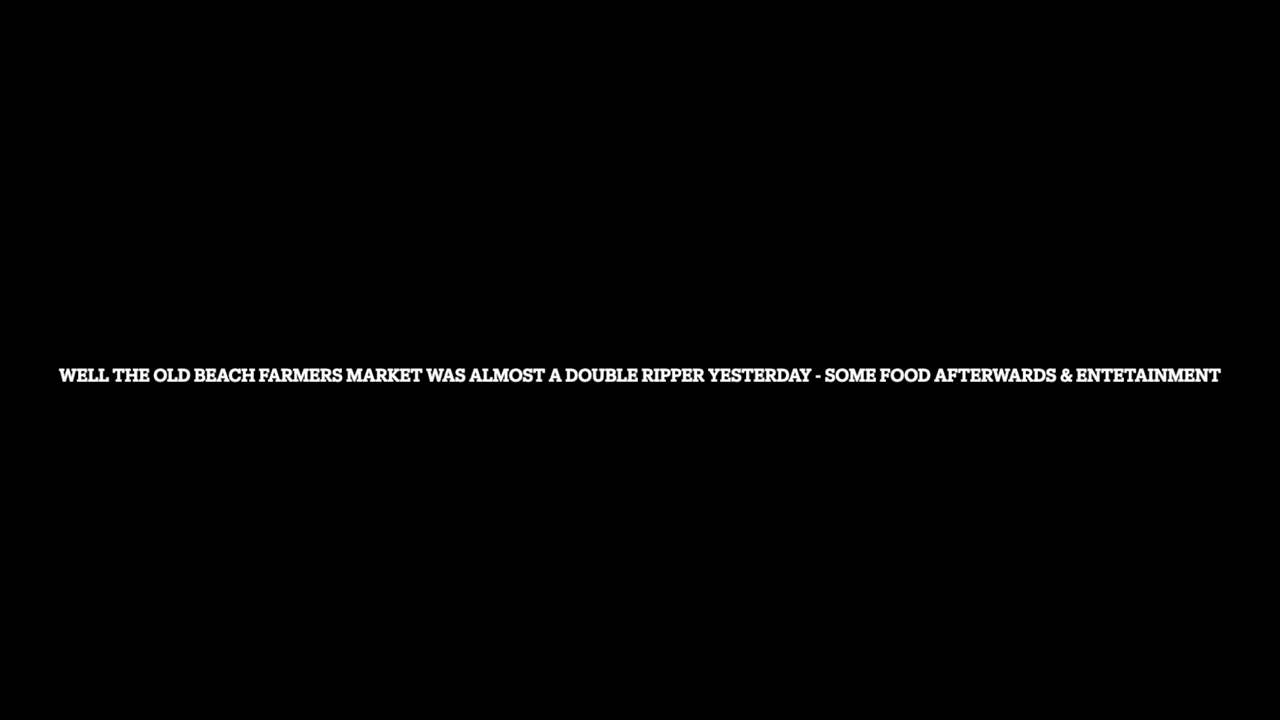 WELL THE OLD BEACH FARMERS MARKET WAS ALMOST A DOUBLE RIPPER YESTERDAY - SOME FOOD AFTERWARDS & ENTETAINMENT